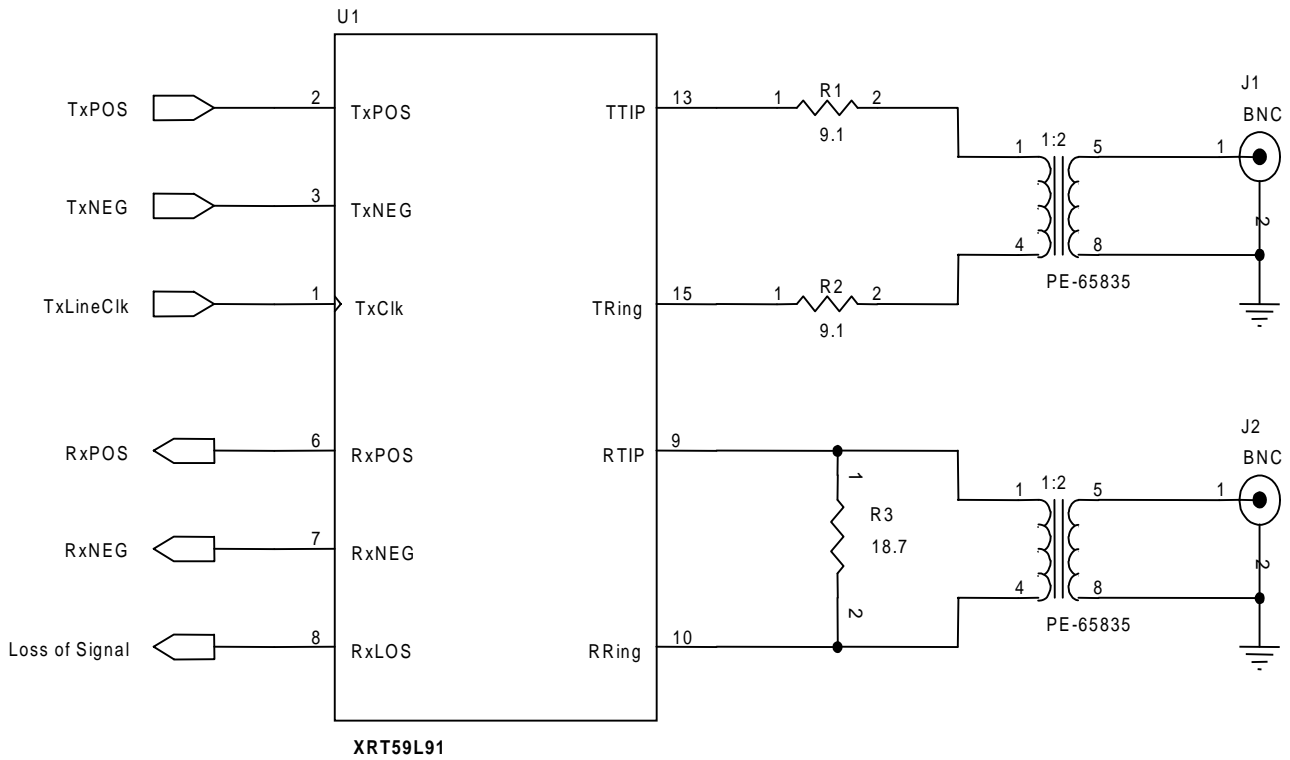 U1
TxPOS
2
TxPOS
TTIP
13
1
R1
2
9.1
1
1:2
5
1
J1
BNC
2
TxNEG
3
TxNEG
4
8
PE-65835
TxLineClk
1
TxClk
TRing
15
1
R2
2
9.1
RxPOS
6
RxPOS
RTIP
9
1
R3
18.7
2
1
1:2
5
1
J2
BNC
2
RxNEG
7
RxNEG
4
8
PE-65835
Loss of Signal
8
RxLOS
RRing
10
XRT59L91